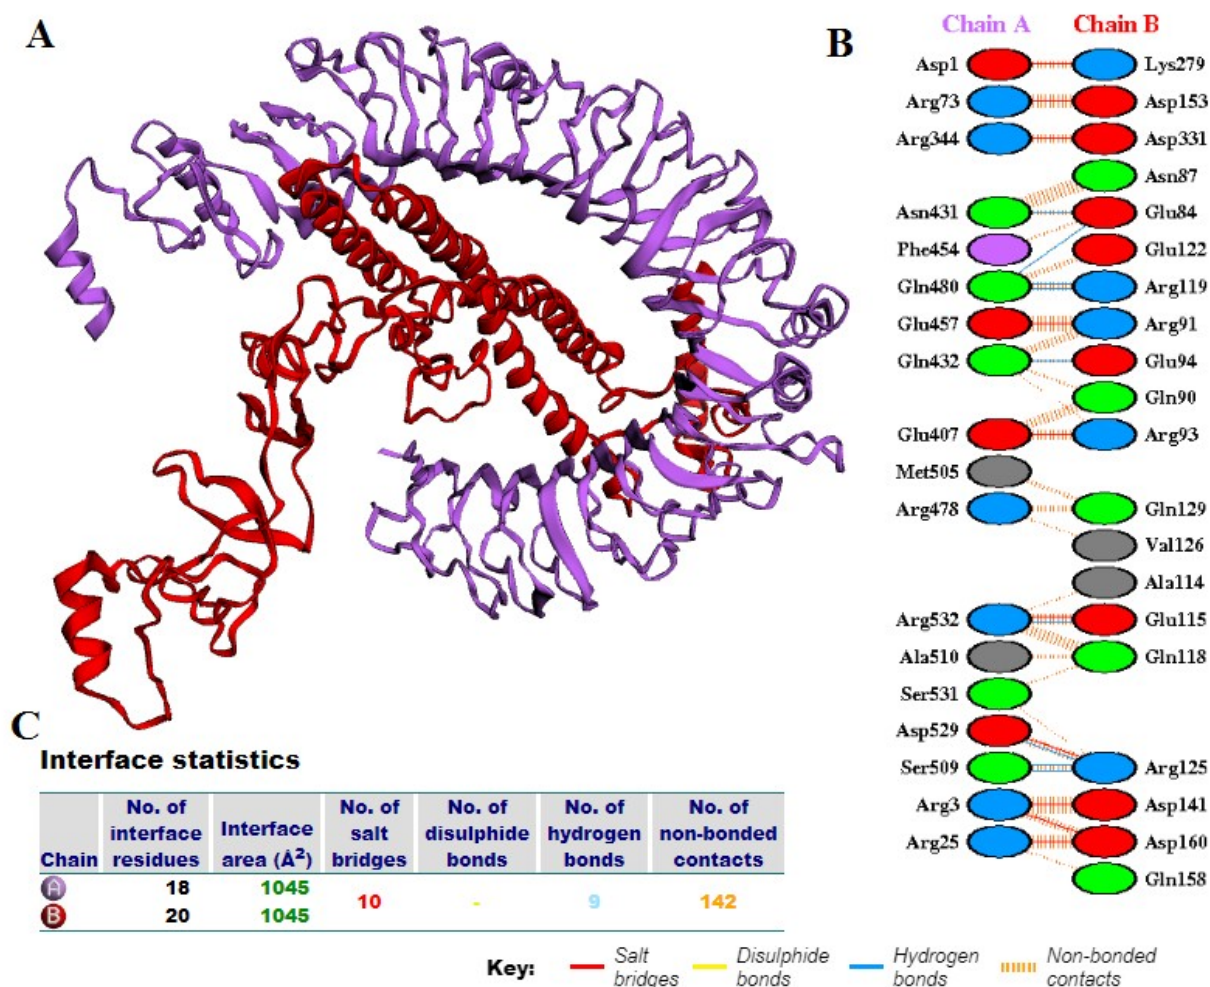 A
B
Chain A Chain B
Asp1 Lys279
Arg73 Asp153
Arg344 Asp331
Asn87
Asn431 Glu84
Phe454 Glu122
Gln480 Arg119
Glu457 Arg91
Gln432 Glu94
Gln90
Glu407 Arg93
Met505
Arg478 Gln129
Val126
Ala114
Arg532 Glu115
Ala510 Gln118
Ser531
Asp529
Ser509 Arg125
Arg3 Asp141
Arg25 Asp160
Gln158
C
Interface statistics
Chain No. of interface residues Interface area (Å²) No. of salt bridges No. of disulphide bonds No. of hydrogen bonds No. of non-bonded contacts
A 18 1045
10 - 9 142
B 20 1045
Key: Salt bridges Disulphide bonds Hydrogen bonds Non-bonded contacts